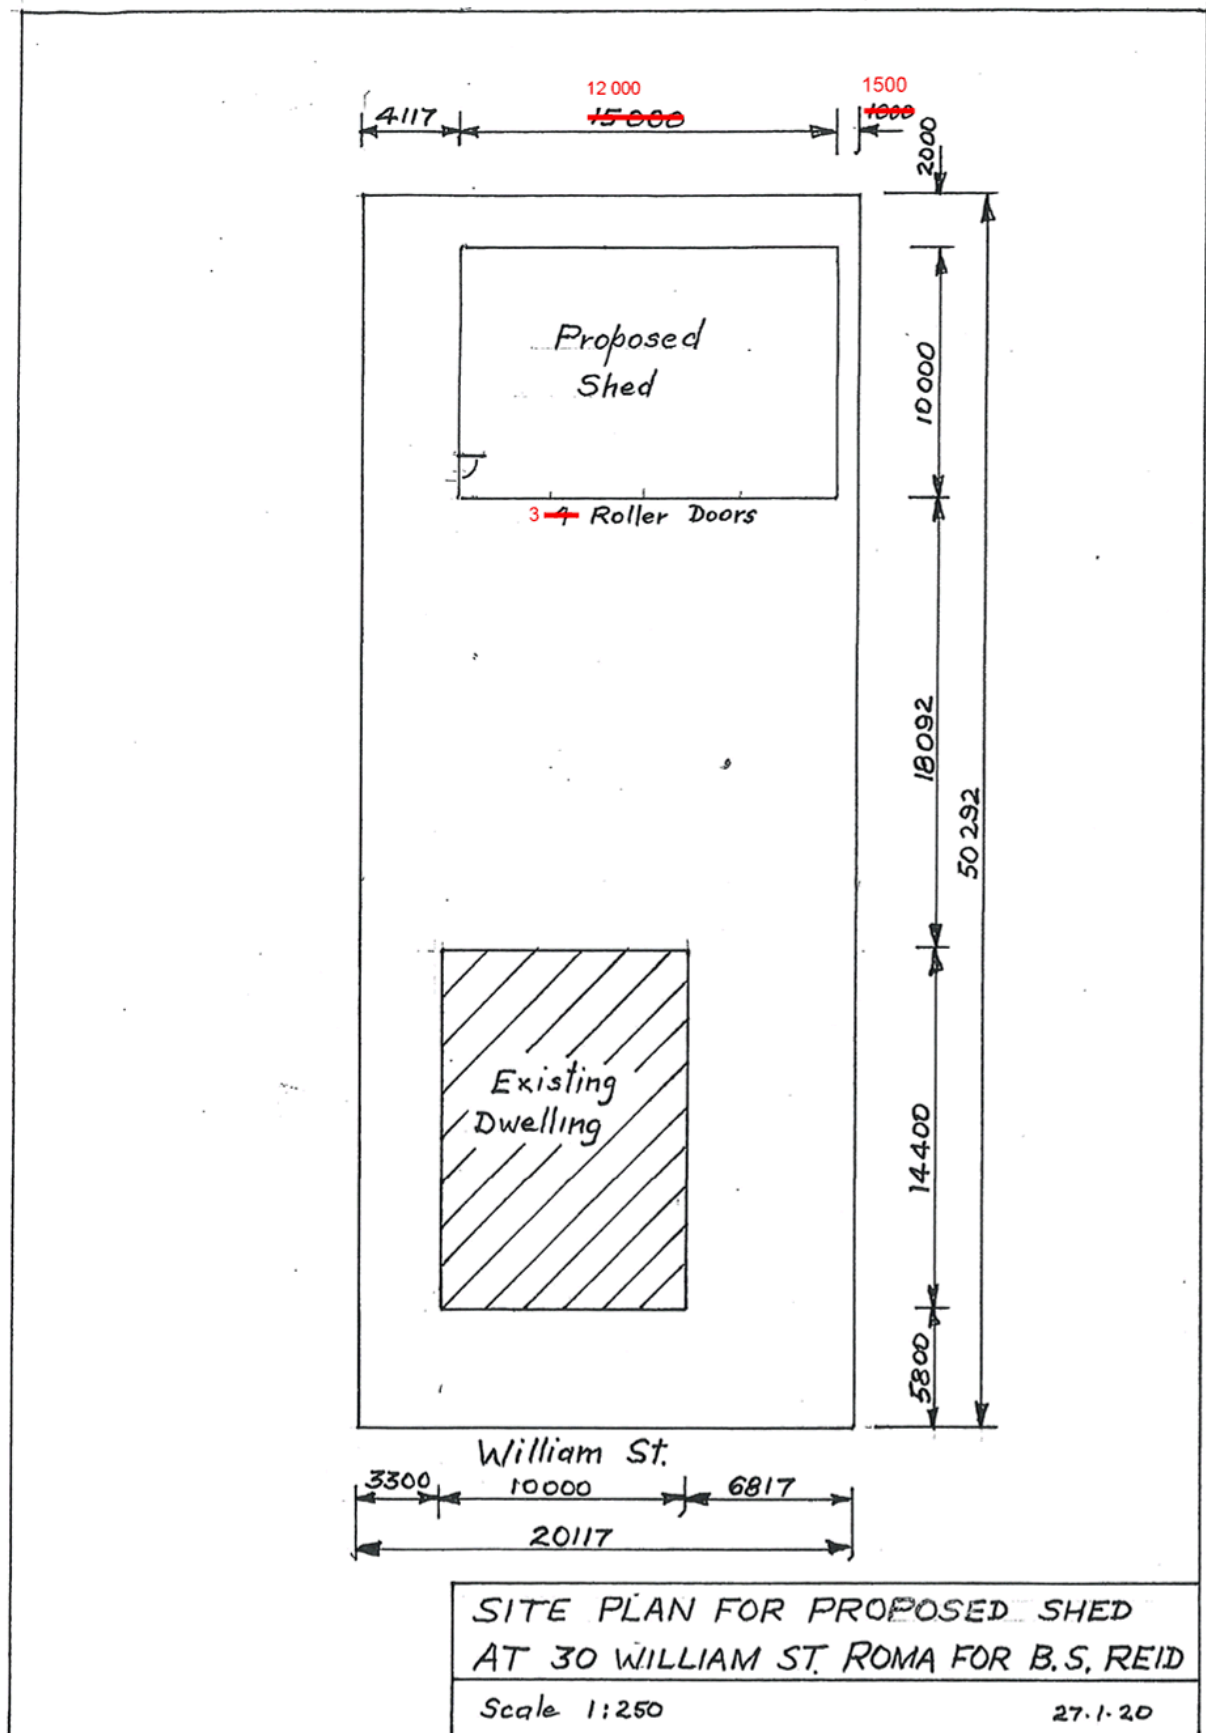 12 000
1500
4117
15000
1000
2000
Proposed
Shed
10 000
3 4 Roller Doors
18092
50292
Existing
Dwelling
14400
5800
William St.
3300
10000
6817
20117
SITE PLAN FOR PROPOSED SHED
AT 30 WILLIAM ST. ROMA FOR B.S. REID
Scale 1:250
27.1.20